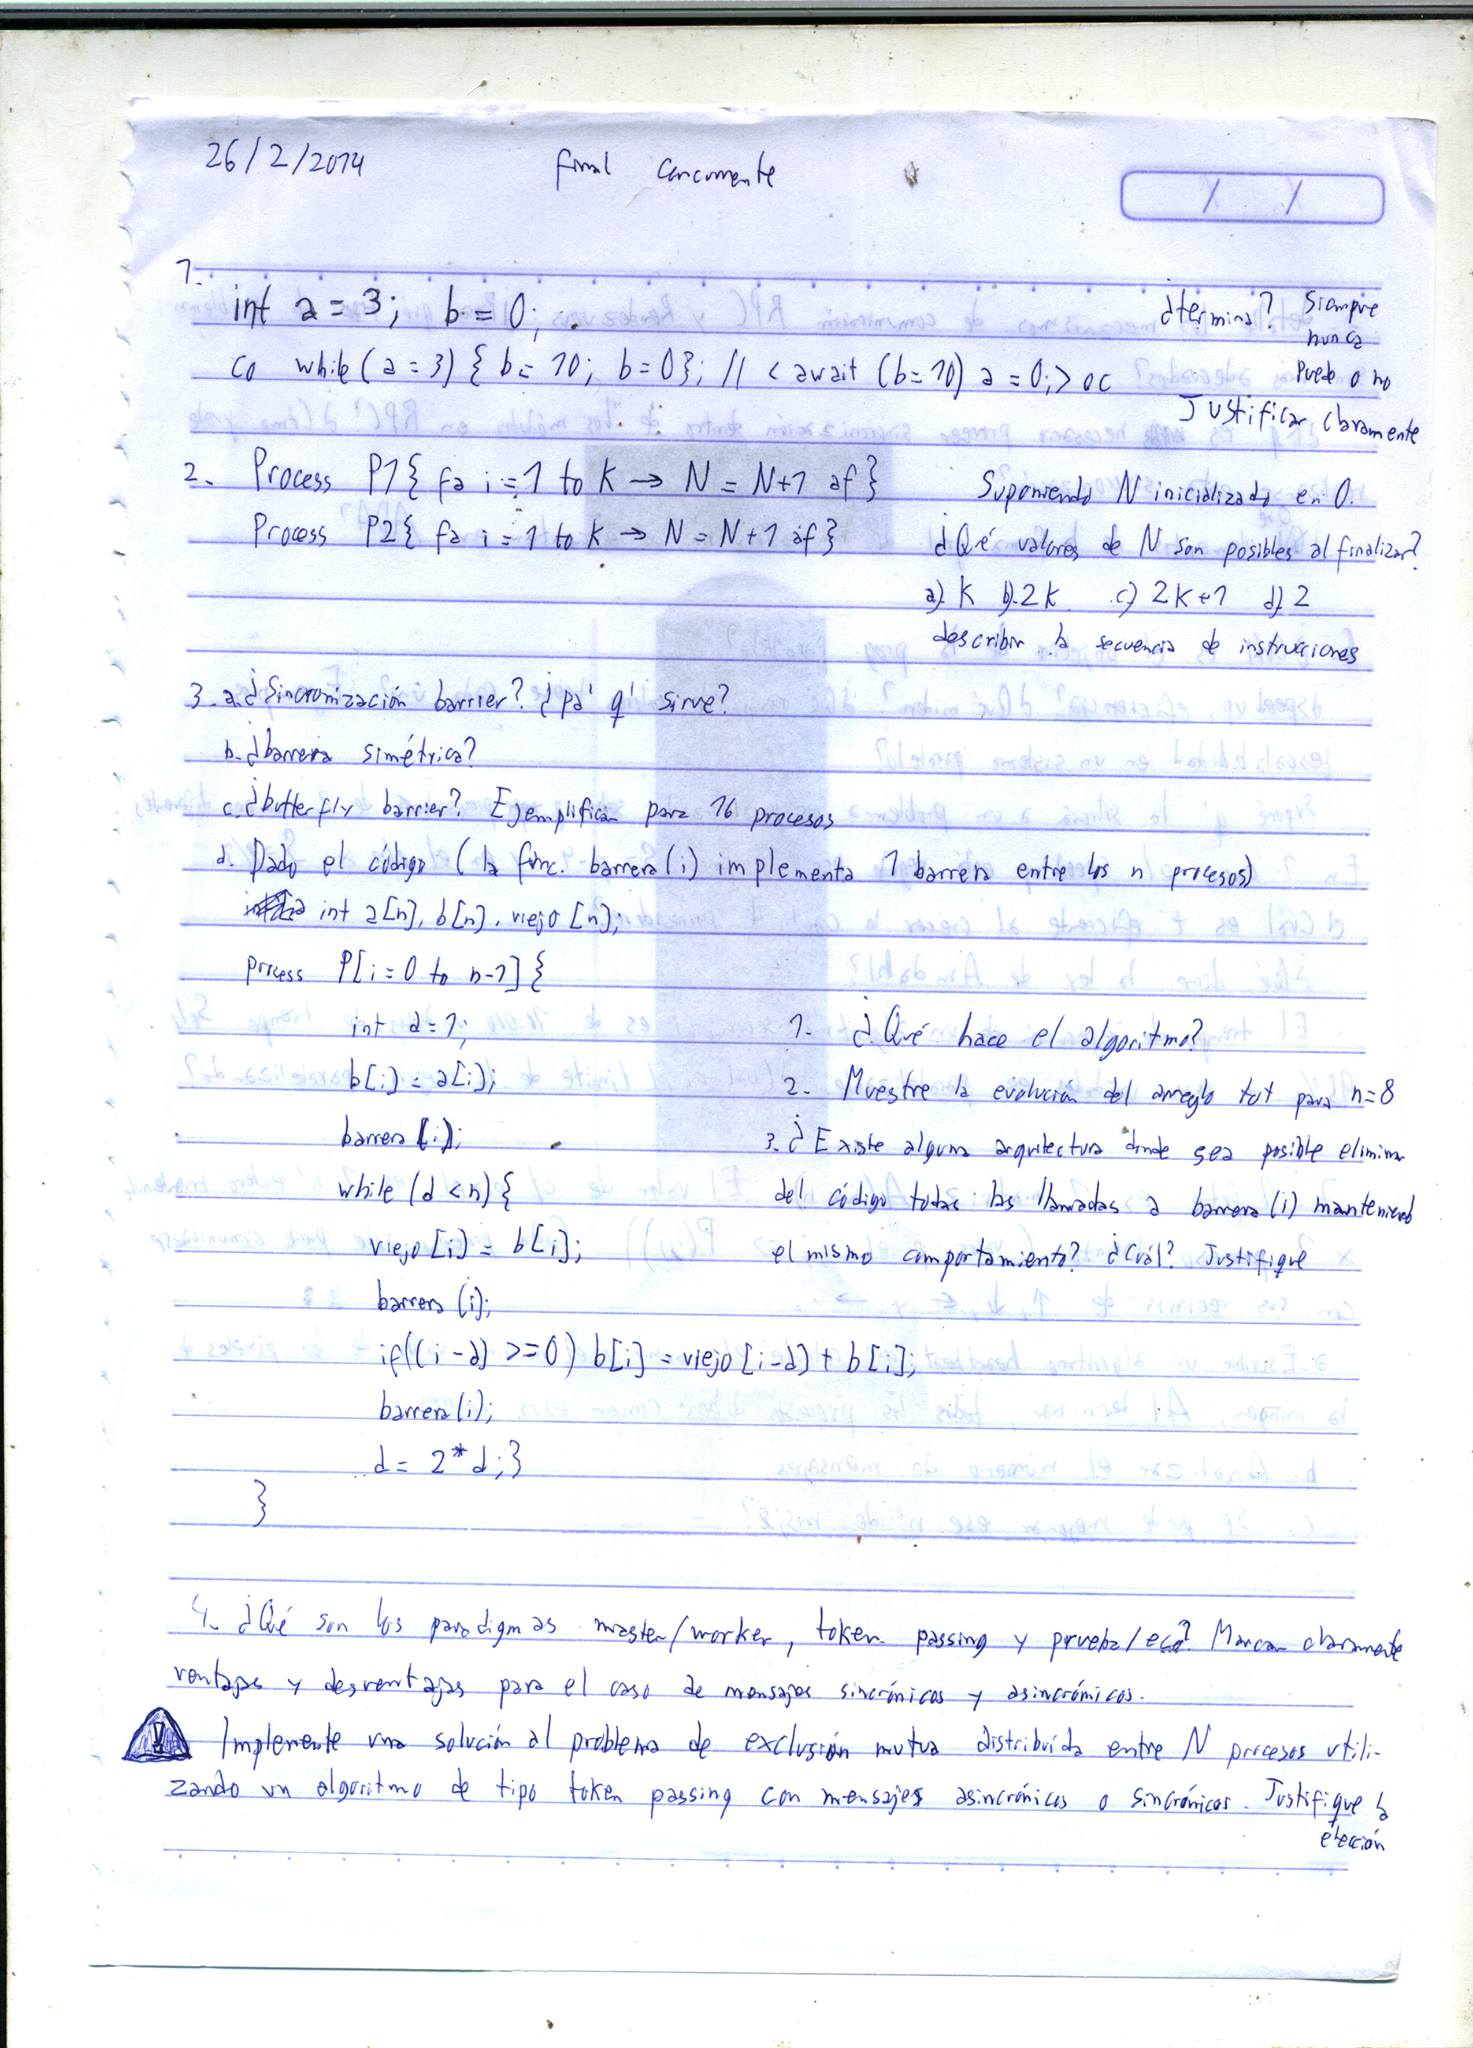 26/2/2014 final concurrente
1.
int a = 3; b = 0; ¿termina? Siempre
nunca
co while (a = 3) { b = 10; b = 0}; // < await (b = 10) a = 0; > oc Puede o no
Justificar claramente
2. Process P1{ fa i = 1 to K → N = N+1 af } Suponiendo N inicializado en 0.
Process P2{ fa i = 1 to K → N = N+1 af } ¿Qué valores de N son posibles al finalizar?
a) K b) 2K c) 2K+1 d) 2
describir la secuencia de instrucciones
3. a. ¿Sincronización barrier? ¿pa' q' sirve?
b. ¿barrera simétrica?
c. ¿butterfly barrier? Ejemplificar para 16 procesos
d. Dado el código (la func. barrera(i) implementa 1 barrera entre los n procesos)
int a[n], b[n], viejo[n];
process P[i = 0 to n-1] {
int d = 1; 1. ¿Qué hace el algoritmo?
b[i] = a[i]; 2. Muestre la evolución del arreglo tot para n=8
barrera(i); 3. ¿Existe alguna arquitectura donde sea posible eliminar
while (d < n) { del código todas las llamadas a barrera(i) manteniendo
viejo[i] = b[i]; el mismo comportamiento? ¿Cuál? Justifique
barrera(i);
if((i-d) >= 0) b[i] = viejo[i-d] + b[i];
barrera(i);
d = 2*d; }
}
4. ¿Qué son los paradigmas master/worker, token passing y prueba/eco? Marcar claramente
ventajas y desventajas para el caso de mensajes sincrónicos y asincrónicos.
! Implemente una solución al problema de exclusión mutua distribuída entre N procesos utili-
zando un algoritmo de tipo token passing con mensajes asincrónicos o sincrónicos. Justifique la
elección